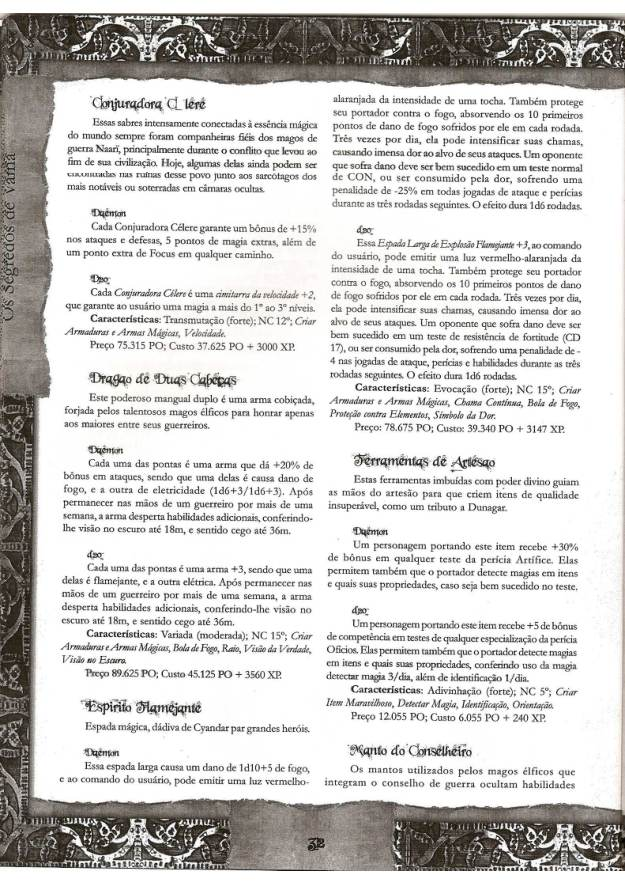 Os Segredos de Vamia
Conjuradora C lere
Essas sabres intensamente conectadas à essência mágica
do mundo sempre foram companheiras fiéis dos magos de
guerra Naarï, principalmente durante o conflito que levou ao
fim de sua civilização. Hoje, algumas delas ainda podem ser
encontradas nas ruínas desse povo junto aos sarcófagos dos
mais notáveis ou soterradas em câmaras ocultas.
Daemon
Cada Conjuradora Célere garante um bônus de +15%
nos ataques e defesas, 5 pontos de magia extras, além de
um ponto extra de Focus em qualquer caminho.
D20
Cada Conjuradora Célere é uma cimitarra da velocidade +2,
que garante ao usuário uma magia a mais do 1º ao 3º níveis.
Características: Transmutação (forte); NC 12º; Criar
Armaduras e Armas Mágicas, Velocidade.
Preço 75.315 PO; Custo 37.625 PO + 3000 XP.
Dragao de Duas Cabeças
Este poderoso mangual duplo é uma arma cobiçada,
forjada pelos talentosos magos élficos para honrar apenas
aos maiores entre seus guerreiros.
Daemon
Cada uma das pontas é uma arma que dá +20% de
bônus em ataques, sendo que uma delas é causa dano de
fogo, e a outra de eletricidade (1d6+3/1d6+3). Após
permanecer nas mãos de um guerreiro por mais de uma
semana, a arma desperta habilidades adicionais, conferindo-
lhe visão no escuro até 18m, e sentido cego até 36m.
d20
Cada uma das pontas é uma arma +3, sendo que uma
delas é flamejante, e a outra elétrica. Após permanecer nas
mãos de um guerreiro por mais de uma semana, a arma
desperta habilidades adicionais, conferindo-lhe visão no
escuro até 18m, e sentido cego até 36m.
Características: Variada (moderada); NC 15º; Criar
Armaduras e Armas Mágicas, Bola de Fogo, Raio, Visão da Verdade,
Visão no Escuro.
Preço 89.625 PO; Custo 45.125 PO + 3560 XP.
Espirito Flamejante
Espada mágica, dádiva de Cyandar par grandes heróis.
Daemon
Essa espada larga causa um dano de 1d10+5 de fogo,
e ao comando do usuário, pode emitir uma luz vermelho-
alaranjada da intensidade de uma tocha. Também protege
seu portador contra o fogo, absorvendo os 10 primeiros
pontos de dano de fogo sofridos por ele em cada rodada.
Três vezes por dia, ela pode intensificar suas chamas,
causando imensa dor ao alvo de seus ataques. Um oponente
que sofra dano deve ser bem sucedido em um teste normal
de CON, ou ser consumido pela dor, sofrendo uma
penalidade de -25% em todas jogadas de ataque e perícias
durante as três rodadas seguintes. O efeito dura 1d6 rodadas.
d20
Essa Espada Larga de Explosão Flamejante +3, ao comando
do usuário, pode emitir uma luz vermelho-alaranjada da
intensidade de uma tocha. Também protege seu portador
contra o fogo, absorvendo os 10 primeiros pontos de dano
de fogo sofridos por ele em cada rodada. Três vezes por dia,
ela pode intensificar suas chamas, causando imensa dor ao
alvo de seus ataques. Um oponente que sofra dano deve ser
bem sucedido em um teste de resistência de fortitude (CD
17), ou ser consumido pela dor, sofrendo uma penalidade de -
4 nas jogadas de ataque, perícias e habilidades durante as três
rodadas seguintes. O efeito dura 1d6 rodadas.
Características: Evocação (forte); NC 15º; Criar
Armaduras e Armas Mágicas, Chama Contínua, Bola de Fogo,
Proteção contra Elementos, Símbolo da Dor.
Preço: 78.675 PO; Custo: 39.340 PO + 3147 XP.
Ferramentas de Artesao
Estas ferramentas imbuídas com poder divino guiam
as mãos do artesão para que criem itens de qualidade
insuperável, como um tributo a Dunagar.
Daemon
Um personagem portando este item recebe +30%
de bônus em qualquer teste da perícia Artífice. Elas
permitem também que o portador detecte magias em itens
e quais suas propriedades, caso seja bem sucedido no teste.
d20
Um personagem portando este item recebe +5 de bônus
de competência em testes de qualquer especialização da perícia
Ofícios. Elas permitem também que o portador detecte magias
em itens e quais suas propriedades, conferindo uso da magia
detectar magia 3/dia, além de identificação 1/dia.
Características: Adivinhação (forte); NC 5º; Criar
Item Maravilhoso, Detectar Magia, Identificação, Orientação.
Preço 12.055 PO; Custo 6.055 PO + 240 XP.
Manto do Conselheiro
Os mantos utilizados pelos magos élficos que
integram o conselho de guerra ocultam habilidades
52